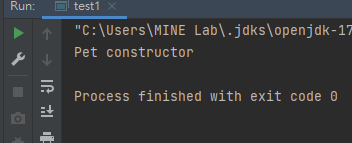 Run: test1
"C:\Users\MINE Lab\.jdks\openjdk-17
Pet constructor
Process finished with exit code 0